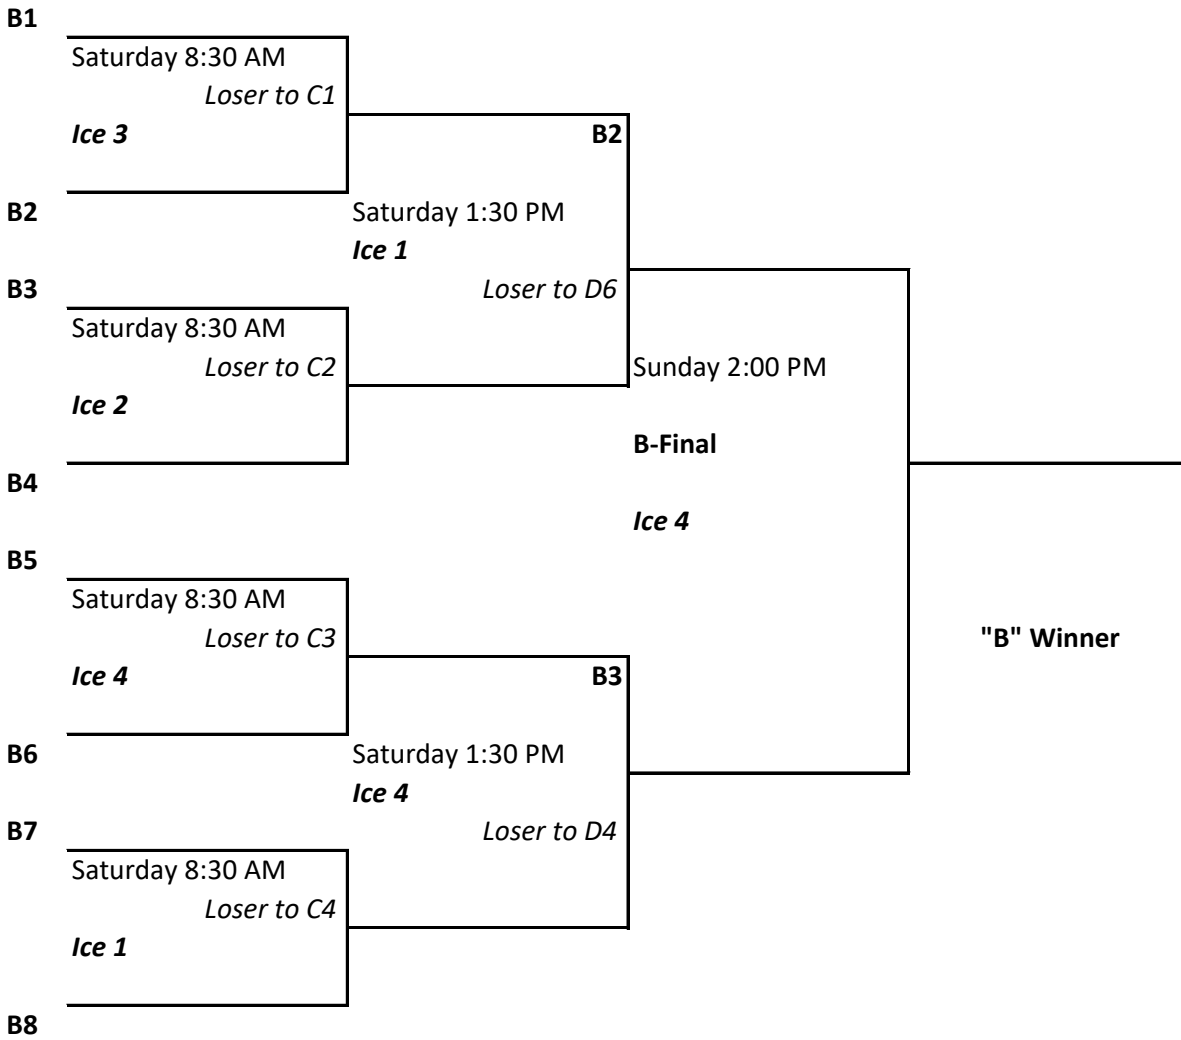 B1
Saturday 8:30 AM
Loser to C1
Ice 3
B2
B2
Saturday 1:30 PM
Ice 1
B3
Loser to D6
Saturday 8:30 AM
Loser to C2
Sunday 2:00 PM
Ice 2
B-Final
B4
Ice 4
B5
Saturday 8:30 AM
Loser to C3
"B" Winner
Ice 4
B3
B6
Saturday 1:30 PM
Ice 4
B7
Loser to D4
Saturday 8:30 AM
Loser to C4
Ice 1
B8